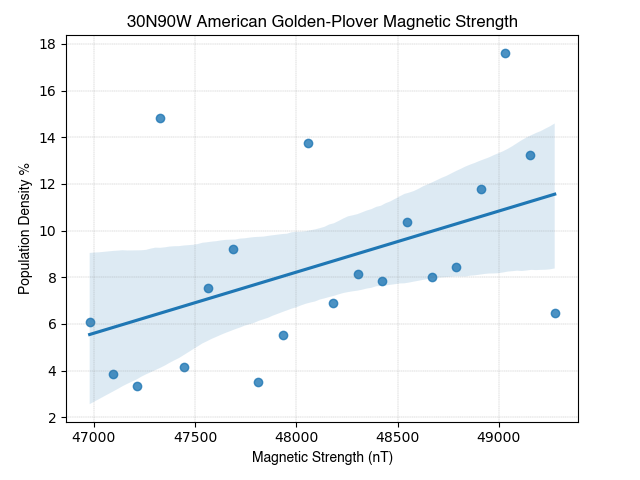 30N90W American Golden-Plover Magnetic Strength
18
16
14
12
10
8
6
4
2
Population Density %
47000 47500 48000 48500 49000
Magnetic Strength (nT)